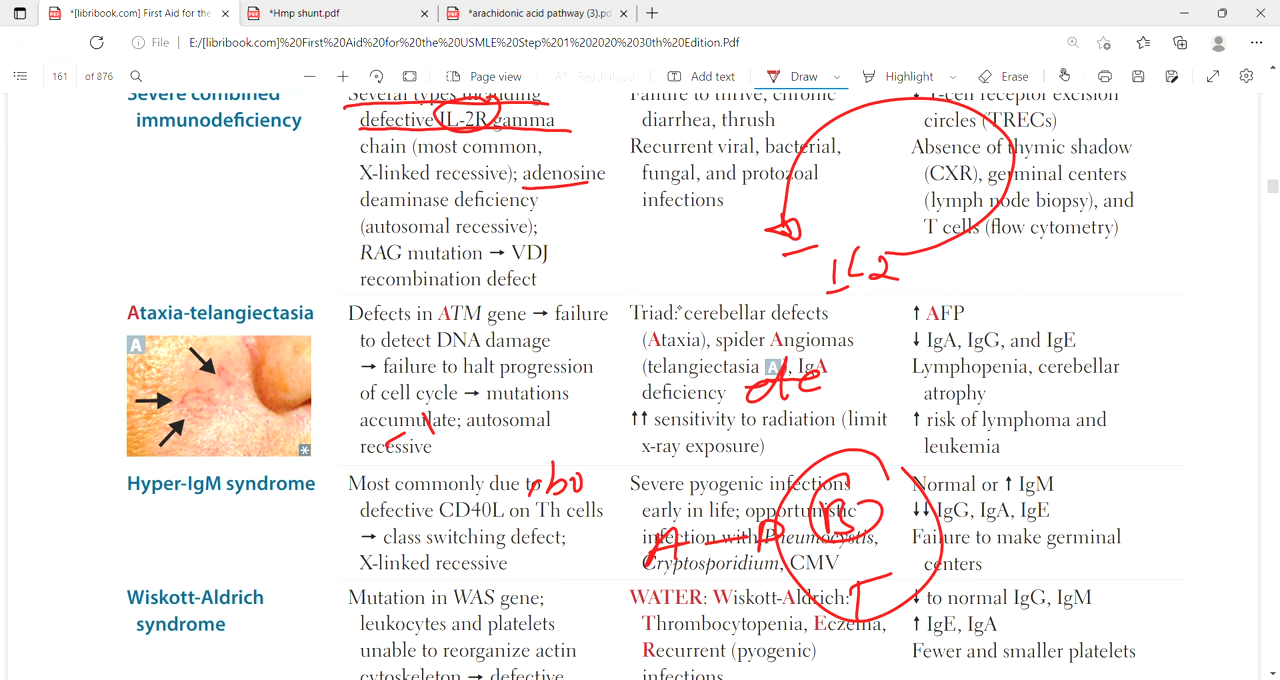 *[libribook.com] First Aid for the
*Hmp shunt.pdf
*arachidonic acid pathway (3).pd
File E:/[libribook.com]%20First%20Aid%20for%20the%20USMLE%20Step%201%202020%2030th%20Edition.Pdf
161 of 876
Page view
Read aloud
Add text
Draw
Highlight
Erase
Severe combined
immunodeficiency
Several types including
defective IL-2R gamma
chain (most common,
X-linked recessive); adenosine
deaminase deficiency
(autosomal recessive);
RAG mutation → VDJ
recombination defect
Failure to thrive, chronic
diarrhea, thrush
Recurrent viral, bacterial,
fungal, and protozoal
infections
↓ T-cell receptor excision
circles (TRECs)
Absence of thymic shadow
(CXR), germinal centers
(lymph node biopsy), and
T cells (flow cytometry)
IL2
Ataxia-telangiectasia
A
Defects in ATM gene → failure
to detect DNA damage
→ failure to halt progression
of cell cycle → mutations
accumulate; autosomal
recessive
Triad: cerebellar defects
(Ataxia), spider Angiomas
(telangiectasia A), IgA
deficiency
↑↑ sensitivity to radiation (limit
x-ray exposure)
↑ AFP
↓ IgA, IgG, and IgE
Lymphopenia, cerebellar
atrophy
↑ risk of lymphoma and
leukemia
Hyper-IgM syndrome
Most commonly due to
defective CD40L on Th cells
→ class switching defect;
X-linked recessive
Severe pyogenic infections
early in life; opportunistic
infection with Pneumocystis,
Cryptosporidium, CMV
B
A
T
Normal or ↑ IgM
↓↓ IgG, IgA, IgE
Failure to make germinal
centers
Wiskott-Aldrich
syndrome
Mutation in WAS gene;
leukocytes and platelets
unable to reorganize actin
cytoskeleton → defective
WATER: Wiskott-Aldrich:
Thrombocytopenia, Eczema,
Recurrent (pyogenic)
infections
↓ to normal IgG, IgM
↑ IgE, IgA
Fewer and smaller platelets